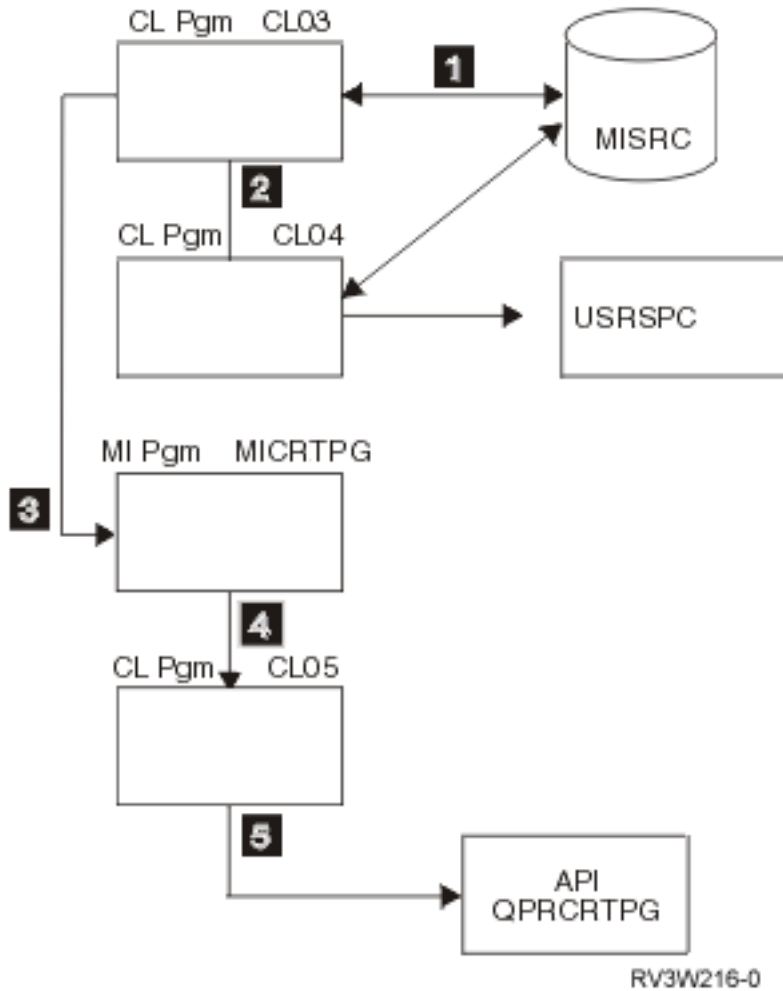 CL Pgm CL03
1
MISRC
2
CL Pgm CL04
USRSPC
MI Pgm MICRTPG
3
4
CL Pgm CL05
5
API
QPRCRTPG
RV3W216-0